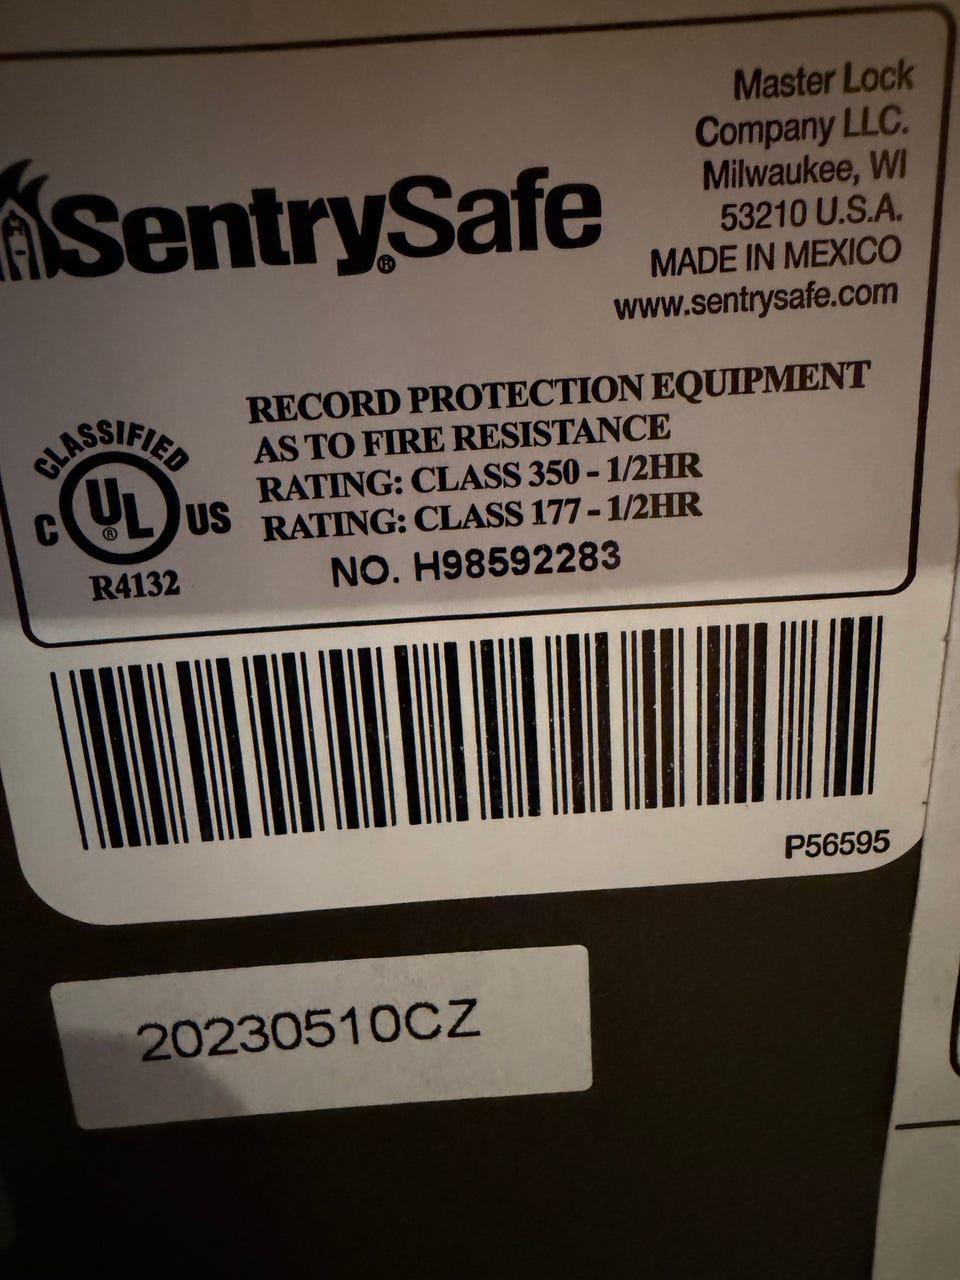 SentrySafe®
Master Lock
Company LLC.
Milwaukee, WI
53210 U.S.A.
MADE IN MEXICO
www.sentrysafe.com
CLASSIFIED
C UL® US
R4132
RECORD PROTECTION EQUIPMENT
AS TO FIRE RESISTANCE
RATING: CLASS 350 - 1/2HR
RATING: CLASS 177 - 1/2HR
NO. H98592283
P56595
20230510CZ